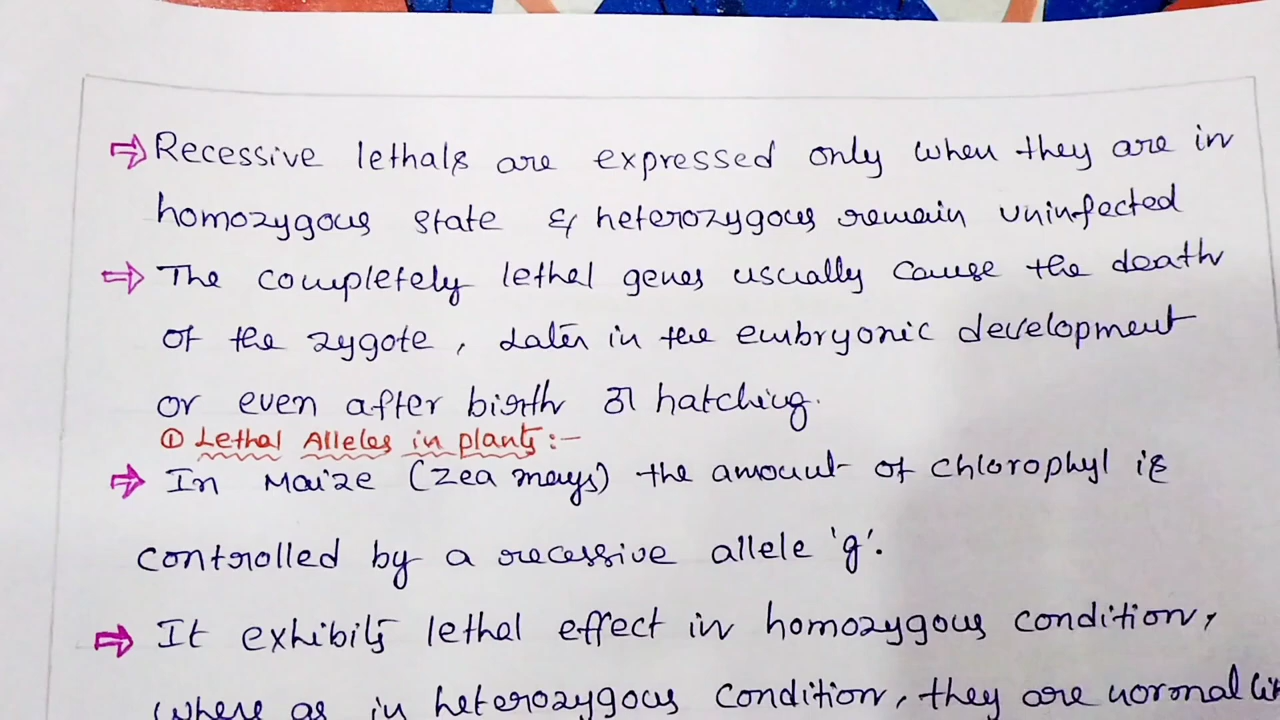 ⇒ Recessive lethals are expressed only when they are in
homozygous state & heterozygous remain uninfected
⇒ The completely lethal genes usually cause the death
of the zygote, Later in the embryonic development
or even after birth or hatching.
① Lethal Alleles in plants:-
⇒ In Maize (Zea mays) the amount of chlorophyl is
controlled by a recessive allele 'g'.
⇒ It exhibits lethal effect in homozygous condition,
where as in heterozygous condition, they are normal